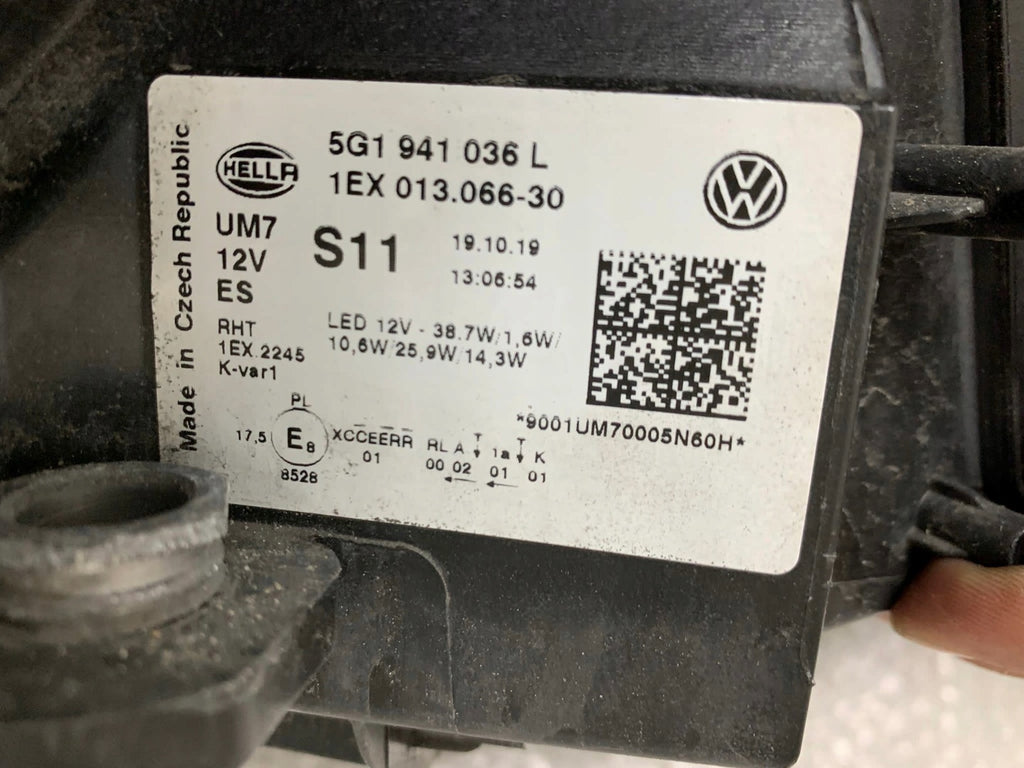 Made in Czech Republic
HELLA
5G1 941 036 L
1EX 013.066-30
UM7
12V
ES
S11
19.10.19
13:06:54
RHT
1EX.2245
K-var1
LED 12V - 38.7W/1,6W/
10,6W/25,9W/14,3W
*9001UM70005N60H*
PL
17,5 E8 XCCEERR RL A 1a K
01 00 02 01 01
8528
VW